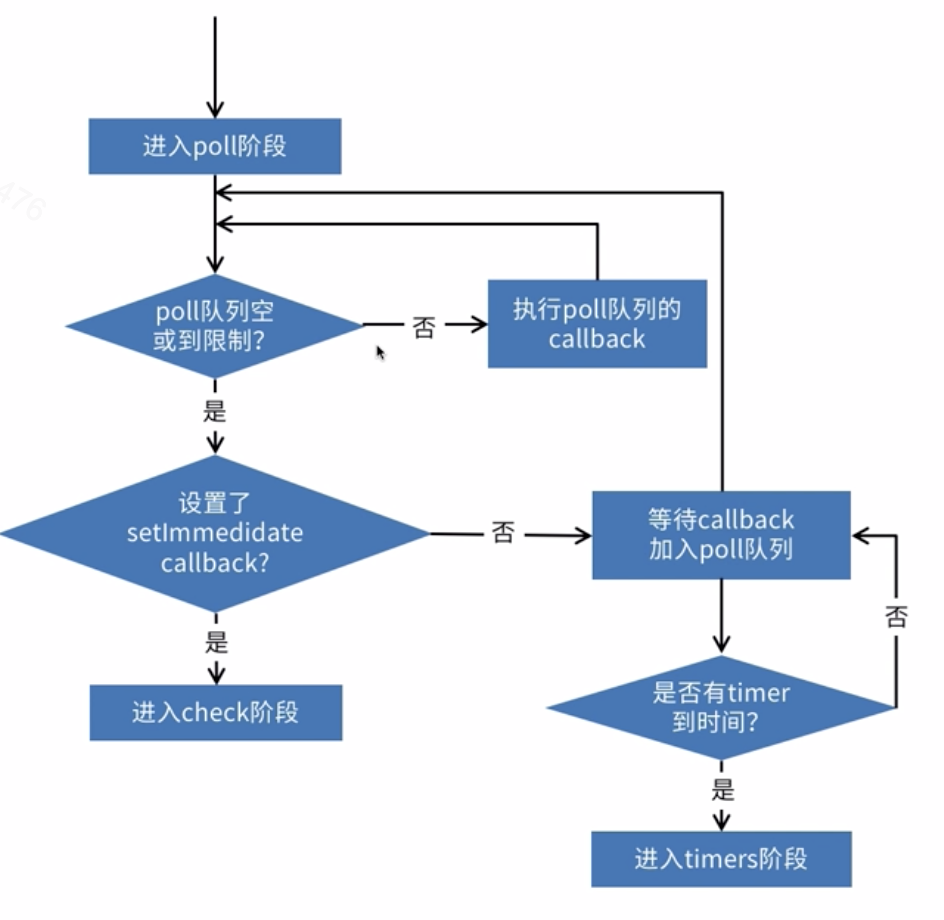 进入poll阶段
476
poll队列空
或到限制？
否
执行poll队列的
callback
是
设置了
setImmedidate
callback?
否
等待callback
加入poll队列
否
是
是否有timer
到时间？
进入check阶段
是
进入timers阶段